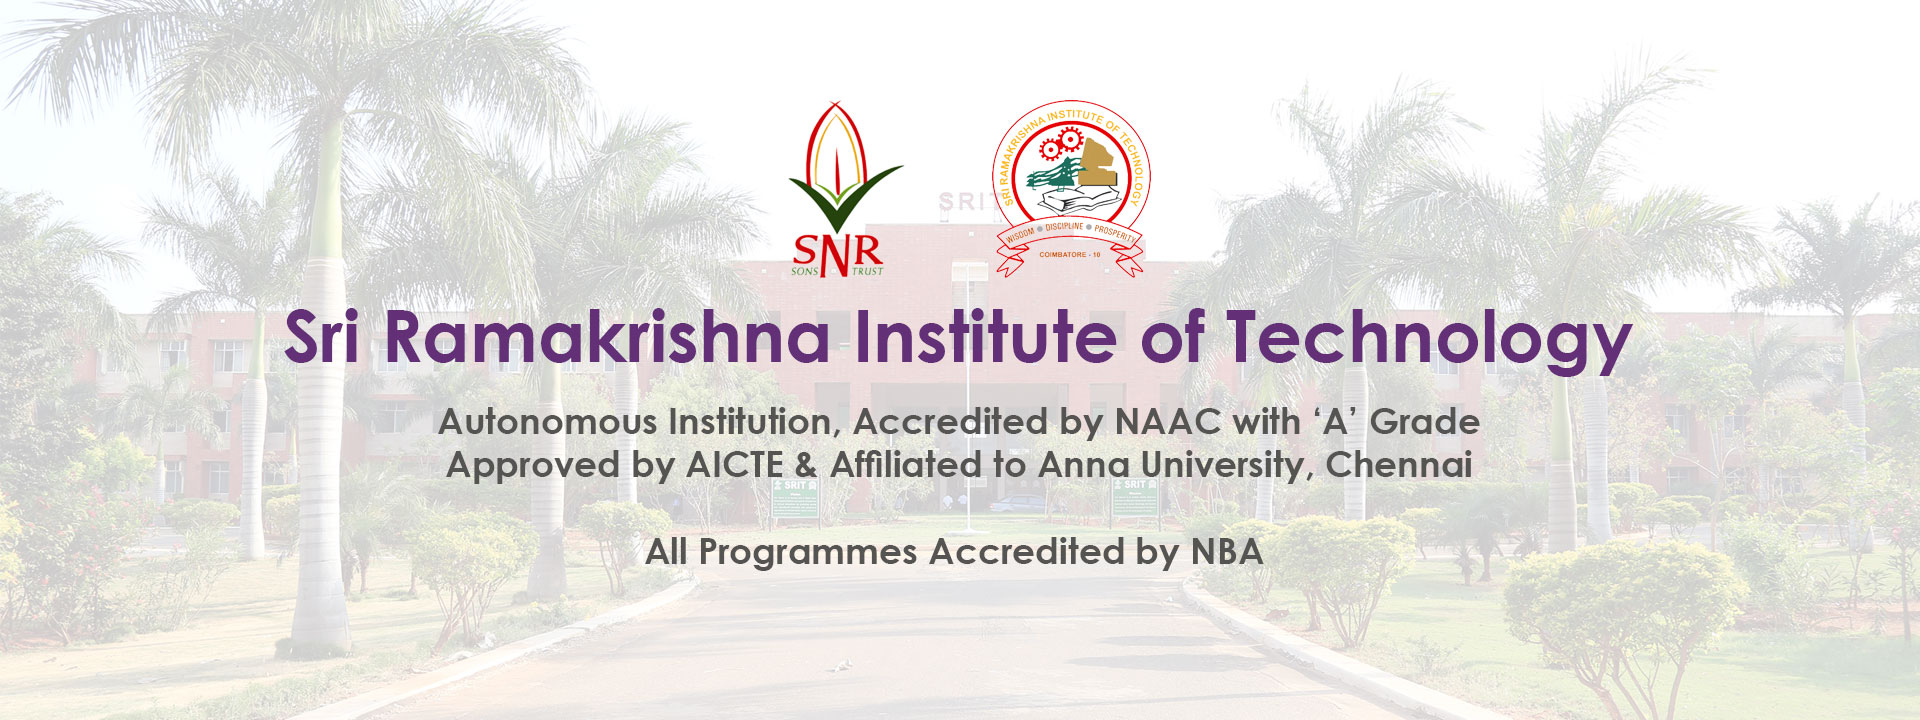 SNR
SONS TRUST
SRI RAMAKRISHNA INSTITUTE OF TECHNOLOGY
WISDOM ● DISCIPLINE ● PROSPERITY
COIMBATORE - 10
SRIT
Sri Ramakrishna Institute of Technology
Autonomous Institution, Accredited by NAAC with ‘A’ Grade
Approved by AICTE & Affiliated to Anna University, Chennai
SRIT
SRIT
All Programmes Accredited by NBA